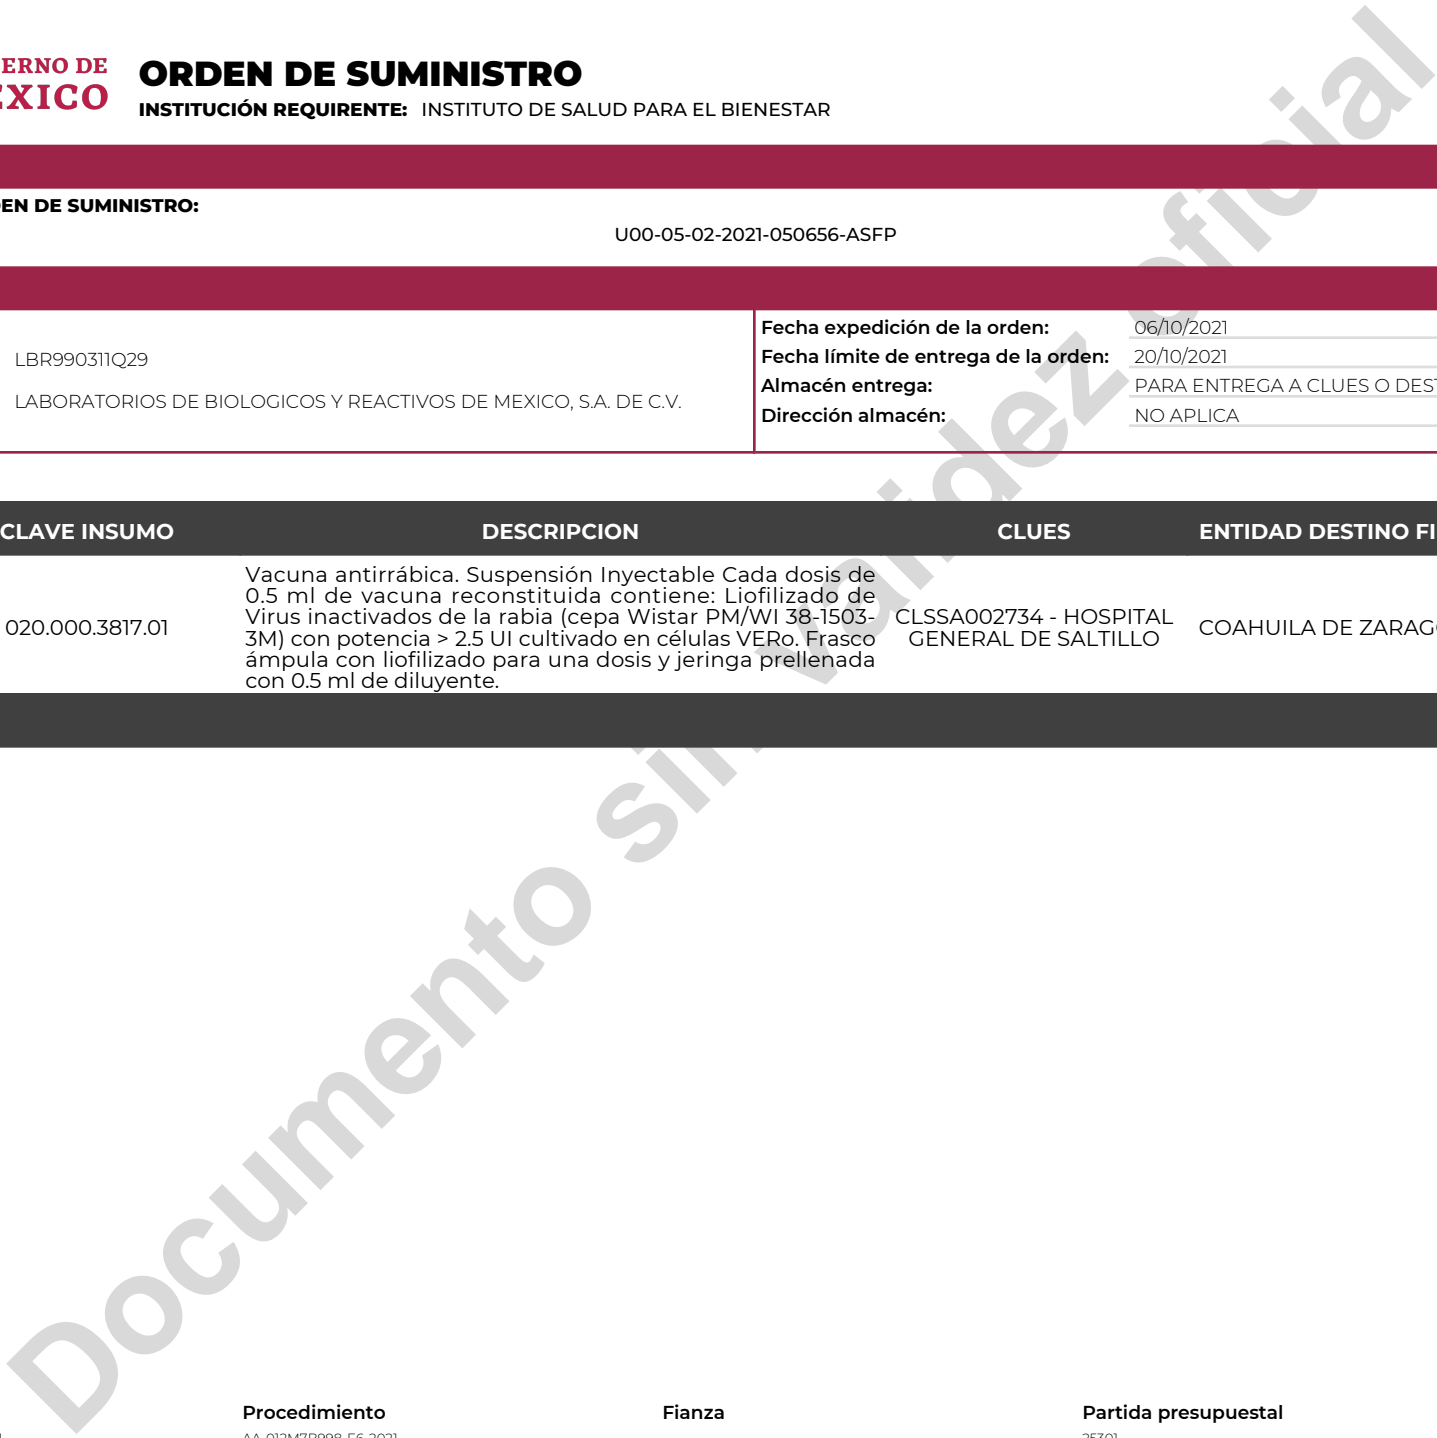 ERNO DE
EXICO
ORDEN DE SUMINISTRO
INSTITUCIÓN REQUIRENTE: INSTITUTO DE SALUD PARA EL BIENESTAR
EN DE SUMINISTRO:
U00-05-02-2021-050656-ASFP
LBR990311Q29
LABORATORIOS DE BIOLOGICOS Y REACTIVOS DE MEXICO, S.A. DE C.V.
Fecha expedición de la orden: 06/10/2021
Fecha límite de entrega de la orden: 20/10/2021
Almacén entrega: PARA ENTREGA A CLUES O DEST
Dirección almacén: NO APLICA
CLAVE INSUMO DESCRIPCION CLUES ENTIDAD DESTINO FI
020.000.3817.01
Vacuna antirrábica. Suspensión Inyectable Cada dosis de
0.5 ml de vacuna reconstituida contiene: Liofilizado de
Virus inactivados de la rabia (cepa Wistar PM/WI 38-1503-
3M) con potencia > 2.5 UI cultivado en células VERo. Frasco
ámpula con liofilizado para una dosis y jeringa prellenada
con 0.5 ml de diluyente.
CLSSA002734 - HOSPITAL
GENERAL DE SALTILLO
COAHUILA DE ZARAG
Documento sin validez oficial
Procedimiento Fianza Partida presupuestal